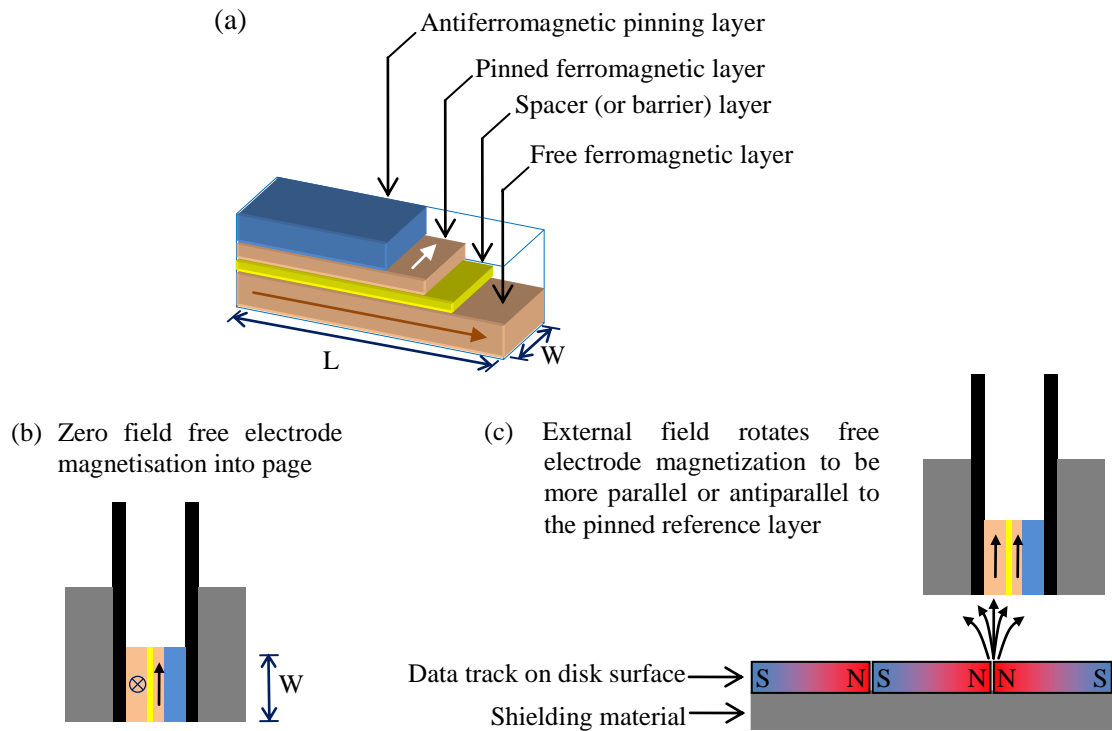 (a)
Antiferromagnetic pinning layer
Pinned ferromagnetic layer
Spacer (or barrier) layer
Free ferromagnetic layer
L
W
(b) Zero field free electrode
magnetisation into page
W
(c) External field rotates free
electrode magnetization to be
more parallel or antiparallel to
the pinned reference layer
Data track on disk surface
S N S N N S
Shielding material